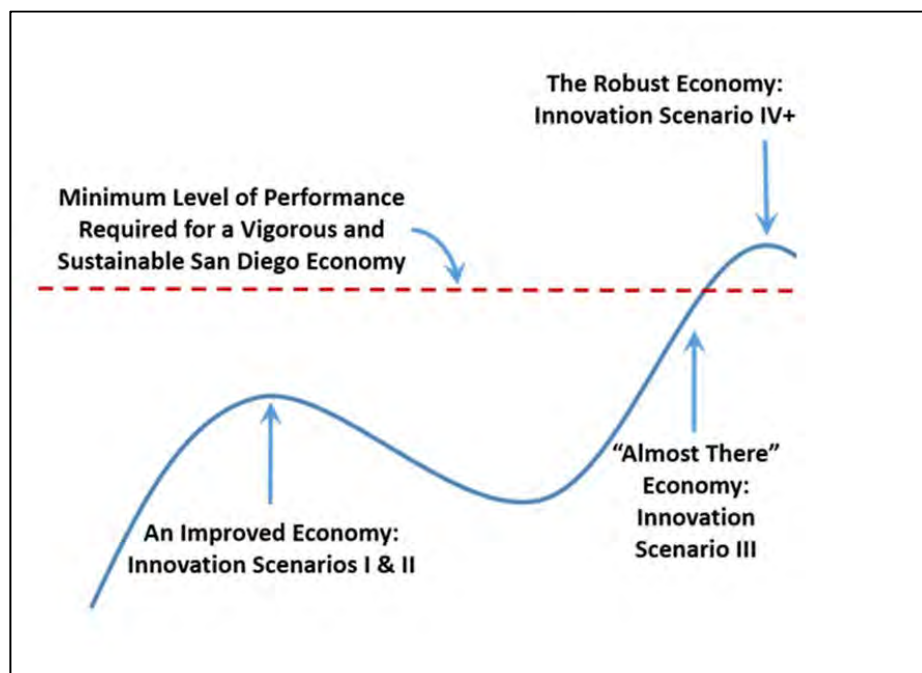 The Robust Economy:
Innovation Scenario IV+
Minimum Level of Performance
Required for a Vigorous and
Sustainable San Diego Economy
“Almost There”
Economy:
Innovation
Scenario III
An Improved Economy:
Innovation Scenarios I & II